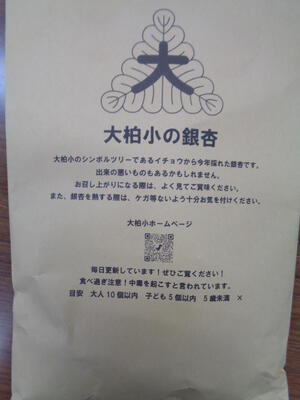 大
大柏小の銀杏
大柏小のシンボルツリーであるイチョウから今年採れた銀杏です。
出来の悪いものもあるかもしれません。
お召し上がりになる際は、よく見てご賞味ください。
また、銀杏を熱する際は、ケガ等ないよう十分お気を付けください。
大柏小ホームページ
毎日更新しています!ぜひご覧ください!
食べ過ぎ注意!中毒を起こすと言われています。
目安 大人10個以内 子ども5個以内 5歳未満 ×